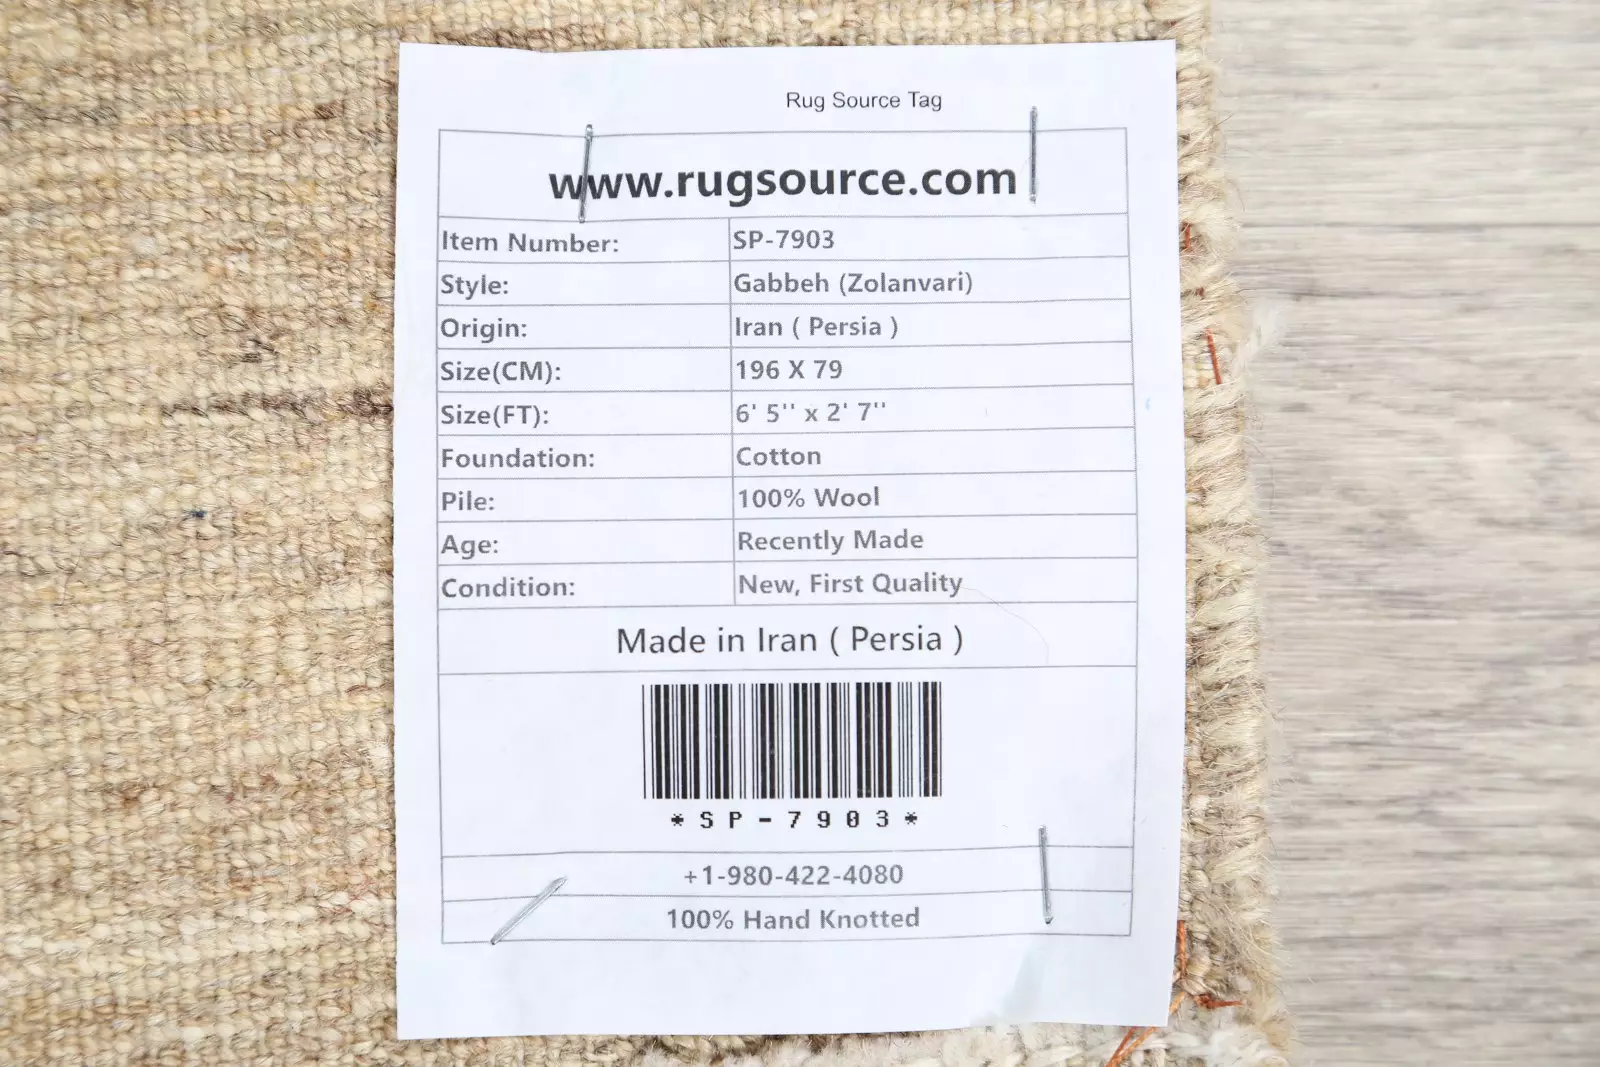 Rug Source Tag
www.rugsource.com
Item Number: SP-7903
Style: Gabbeh (Zolanvari)
Origin: Iran ( Persia )
Size(CM): 196 X 79
Size(FT): 6' 5'' x 2' 7''
Foundation: Cotton
Pile: 100% Wool
Age: Recently Made
Condition: New, First Quality
Made in Iran ( Persia )
*SP-7903*
+1-980-422-4080
100% Hand Knotted